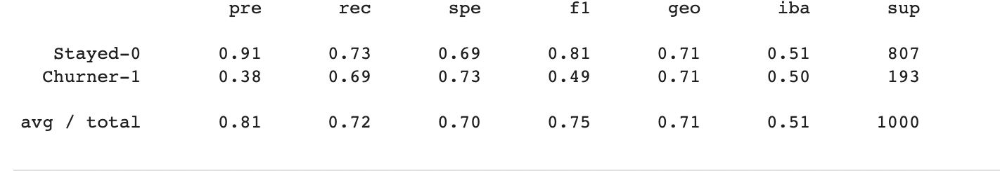 pre rec spe f1 geo iba sup
Stayed-0 0.91 0.73 0.69 0.81 0.71 0.51 807
Churner-1 0.38 0.69 0.73 0.49 0.71 0.50 193
avg / total 0.81 0.72 0.70 0.75 0.71 0.51 1000